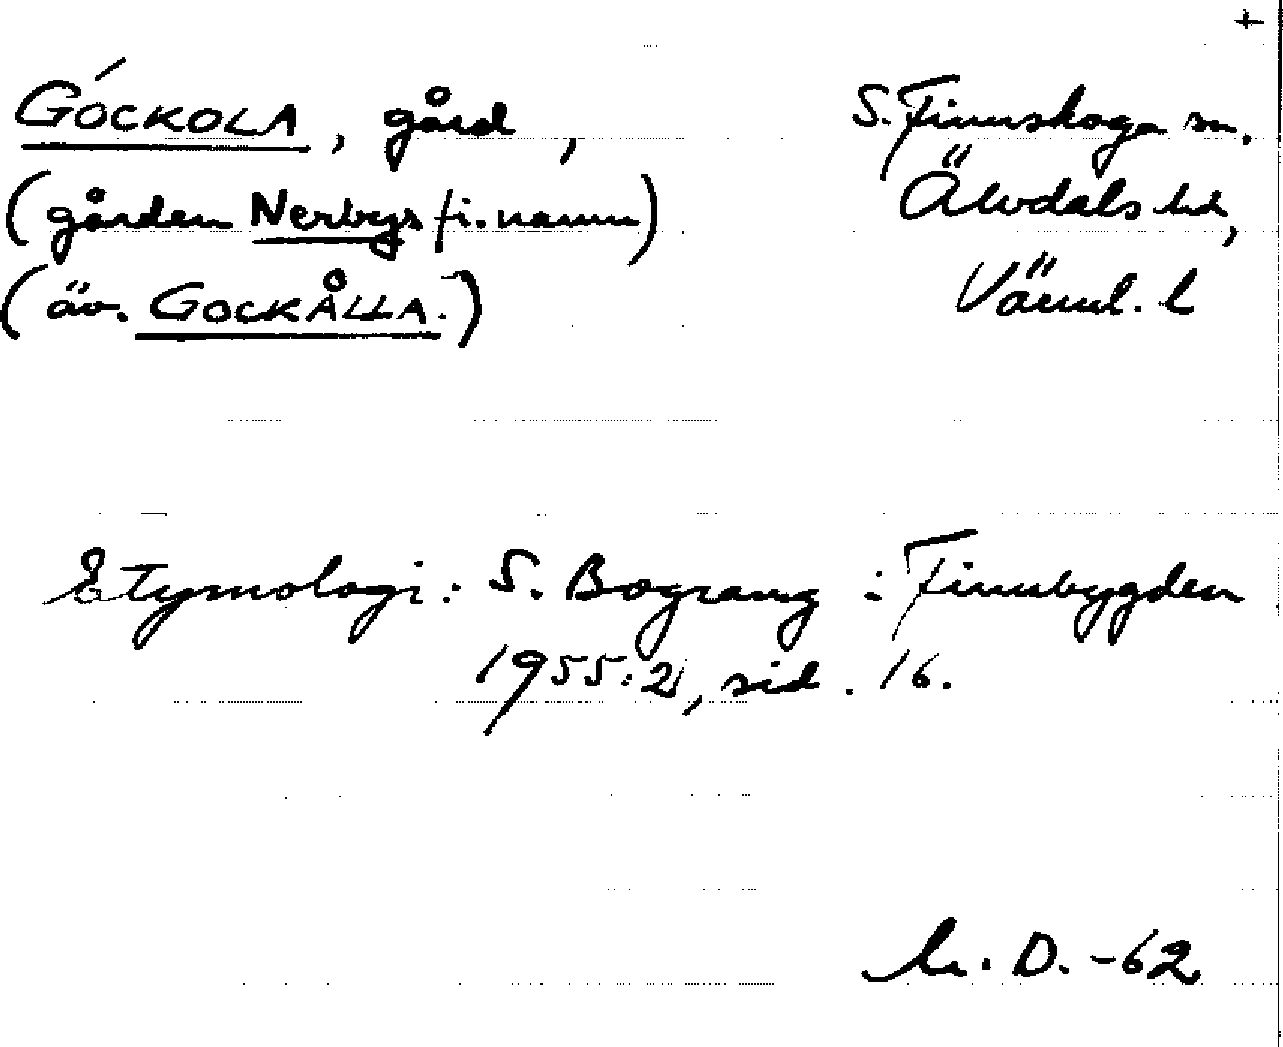 +
GÓCKOLA, gård, S. Finnskoga sn.
(gården Nerbys fi. namn) Älvdals hd,
(äv. GOCKÅLLA.) Värml. l
Etymologi: S. Bograng : Finnbygden
1955:2, sid. 16.
D. -62